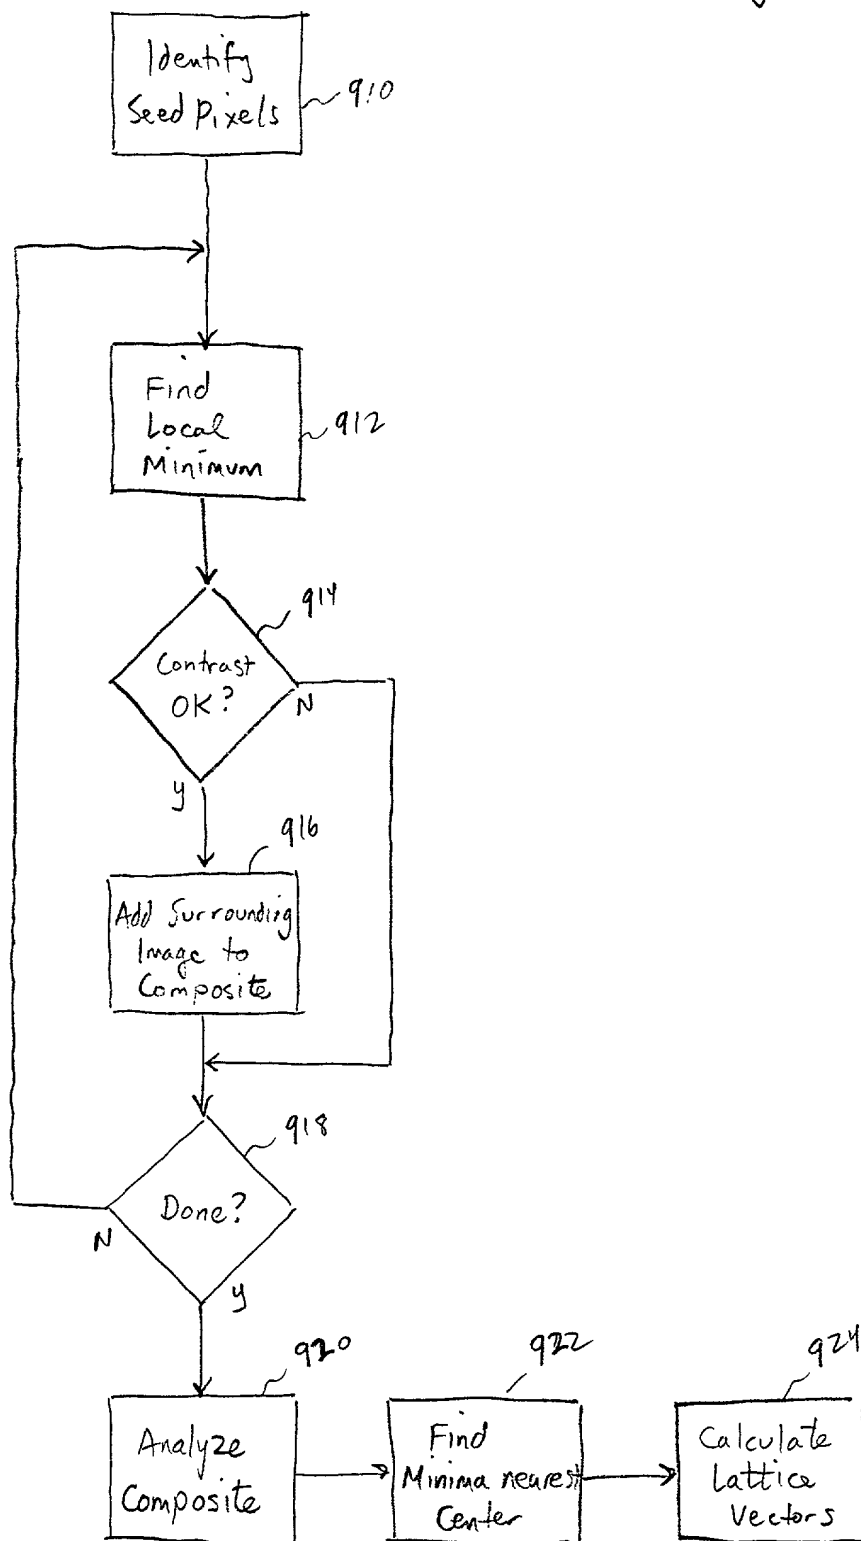 Identify
Seed Pixels
910
Find
Local
Minimum
912
914
Contrast
OK?
N
Y
916
Add Surrounding
Image to
Composite
918
Done?
N
Y
920
Analyze
Composite
922
Find
Minima nearest
Center
924
Calculate
Lattice
Vectors